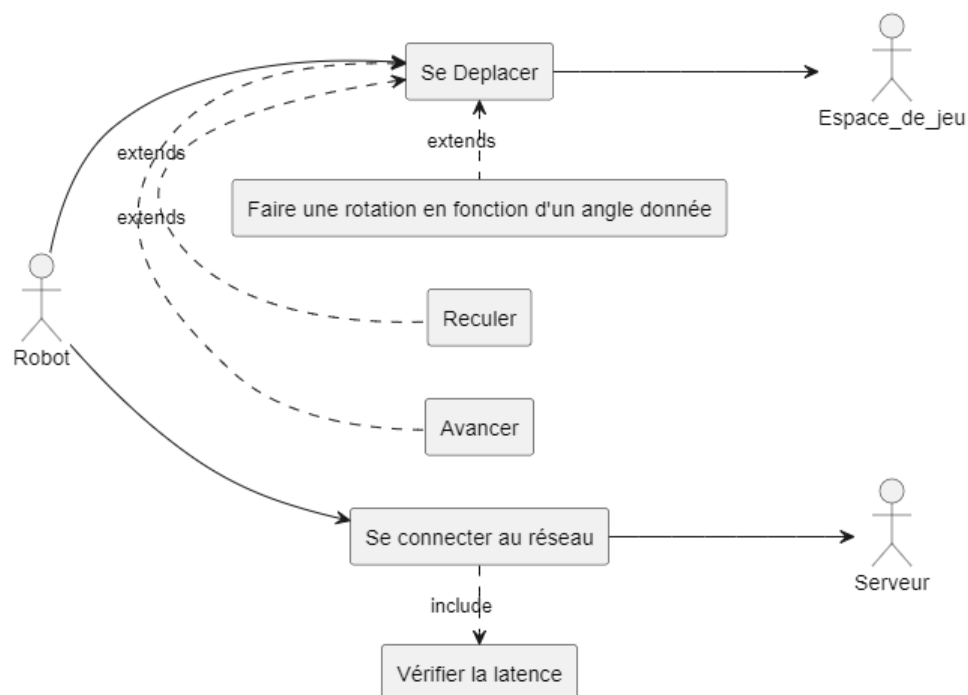 Se Deplacer
Espace_de_jeu
extends
extends
Faire une rotation en fonction d'un angle donnée
extends
Reculer
Robot
Avancer
Se connecter au réseau
Serveur
include
Vérifier la latence